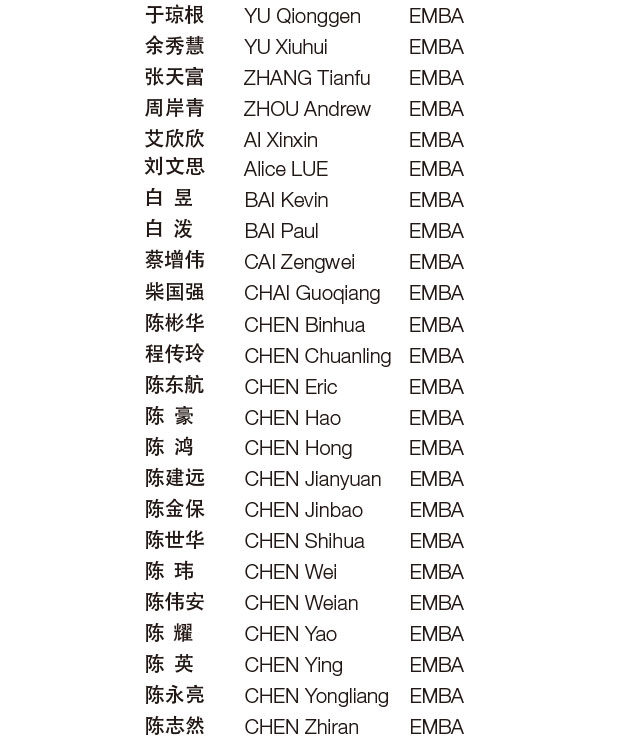 于琼根 YU Qionggen EMBA
余秀慧 YU Xiuhui EMBA
张天富 ZHANG Tianfu EMBA
周岸青 ZHOU Andrew EMBA
艾欣欣 AI Xinxin EMBA
刘文思 Alice LUE EMBA
白 昱 BAI Kevin EMBA
白 泼 BAI Paul EMBA
蔡增伟 CAI Zengwei EMBA
柴国强 CHAI Guoqiang EMBA
陈彬华 CHEN Binhua EMBA
程传玲 CHEN Chuanling EMBA
陈东航 CHEN Eric EMBA
陈 豪 CHEN Hao EMBA
陈 鸿 CHEN Hong EMBA
陈建远 CHEN Jianyuan EMBA
陈金保 CHEN Jinbao EMBA
陈世华 CHEN Shihua EMBA
陈 玮 CHEN Wei EMBA
陈伟安 CHEN Weian EMBA
陈 耀 CHEN Yao EMBA
陈 英 CHEN Ying EMBA
陈永亮 CHEN Yongliang EMBA
陈志然 CHEN Zhiran EMBA